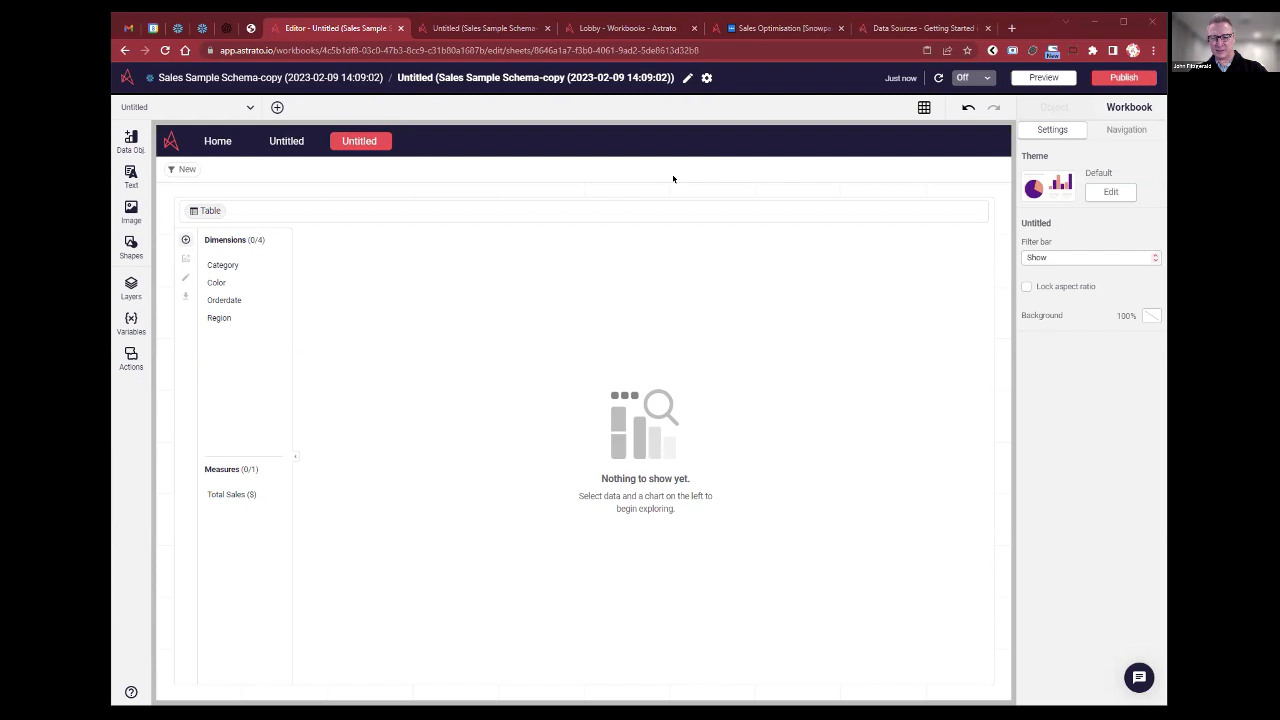 Editor - Untitled (Sales Sample S
Untitled (Sales Sample Schema-
Lobby - Workbooks - Astrato
Sales Optimisation [Snowp
Data Sources - Getting Started
app.astrato.io/workbooks/4c5b1df8-03c0-47b3-8cc9-c31b80a1687b/edit/sheets/8646a1a7-f3b0-4061-9ad2-5de8613d32b8
New
John Fitzgerald
Sales Sample Schema-copy (2023-02-09 14:09:02) / Untitled (Sales Sample Schema-copy (2023-02-09 14:09:02))
Just now
Off
Preview
Publish
Untitled
Object
Workbook
Home
Untitled
Untitled
Settings
Navigation
Data Obj.
Text
Image
Shapes
Layers
Variables
Actions
New
Table
Dimensions (0/4)
Category
Color
Orderdate
Region
Measures (0/1)
Total Sales ($)
Nothing to show yet.
Select data and a chart on the left to
begin exploring.
Theme
Default
Edit
Untitled
Filter bar
Show
Lock aspect ratio
Background
100%